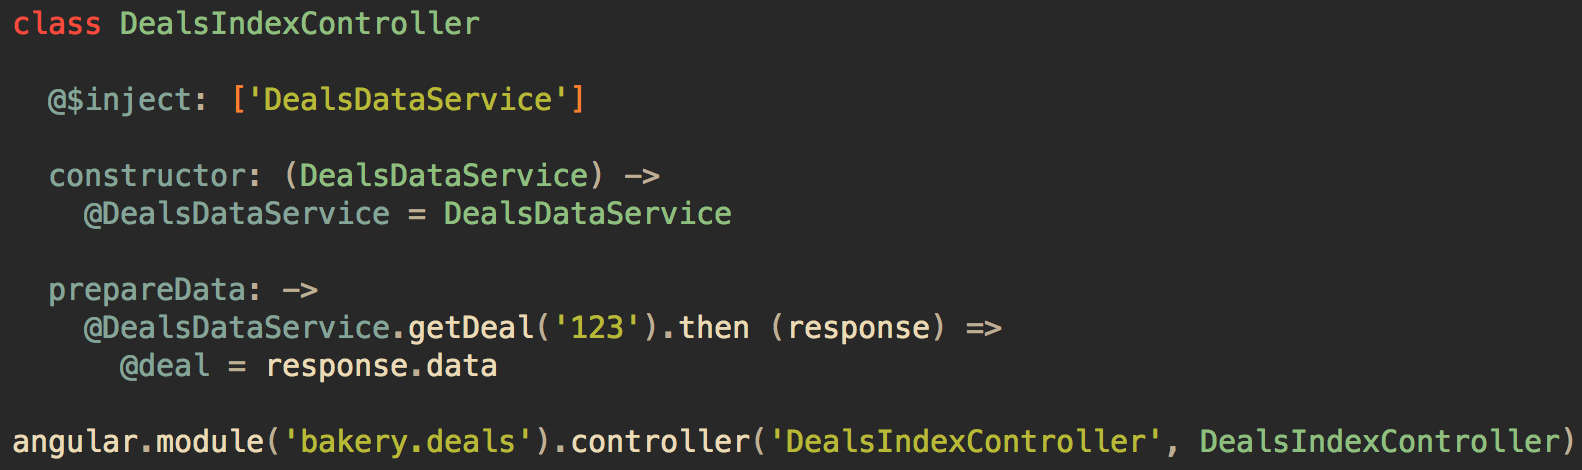 class DealsIndexController
@$inject: ['DealsDataService']
constructor: (DealsDataService) ->
@DealsDataService = DealsDataService
prepareData: ->
@DealsDataService.getDeal('123').then (response) =>
@deal = response.data
angular.module('bakery.deals').controller('DealsIndexController', DealsIndexController)